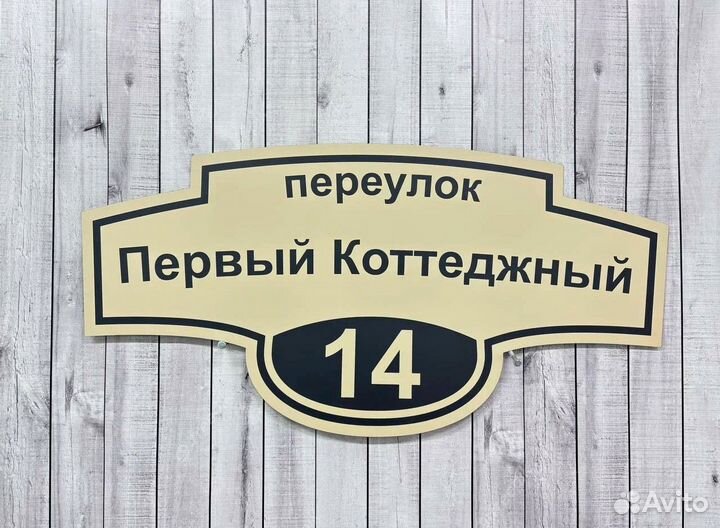 переулок
Первый Коттеджный
14
Avito